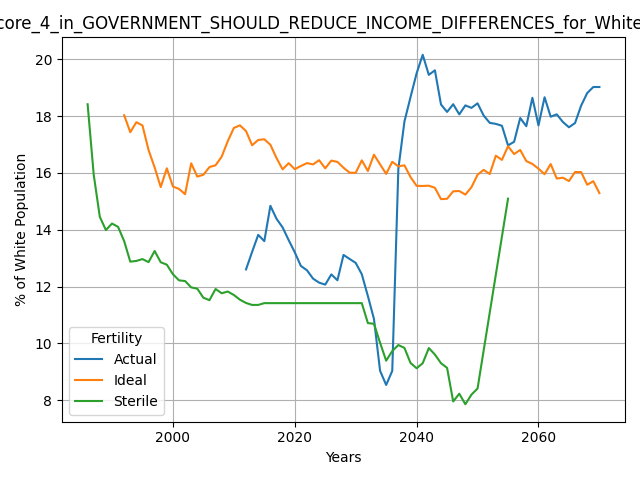 core_4_in_GOVERNMENT_SHOULD_REDUCE_INCOME_DIFFERENCES_for_White
% of White Population
20
18
16
14
12
10
8
Fertility
Actual
Ideal
Sterile
2000 2020 2040 2060
Years